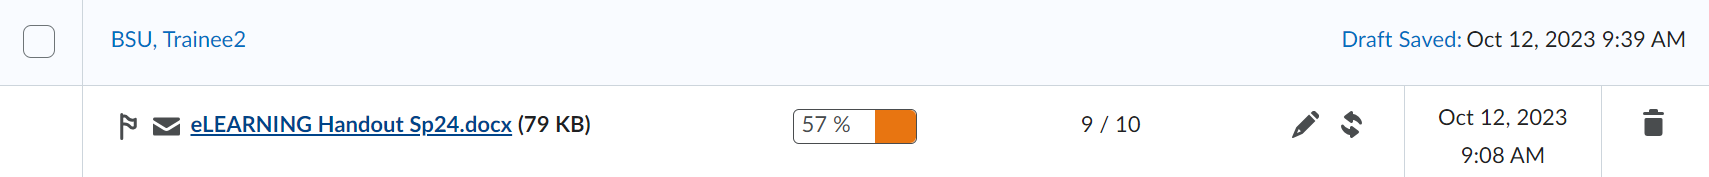 BSU, Trainee2
Draft Saved: Oct 12, 2023 9:39 AM
eLEARNING Handout Sp24.docx (79 KB)
57 %
9 / 10
Oct 12, 2023
9:08 AM